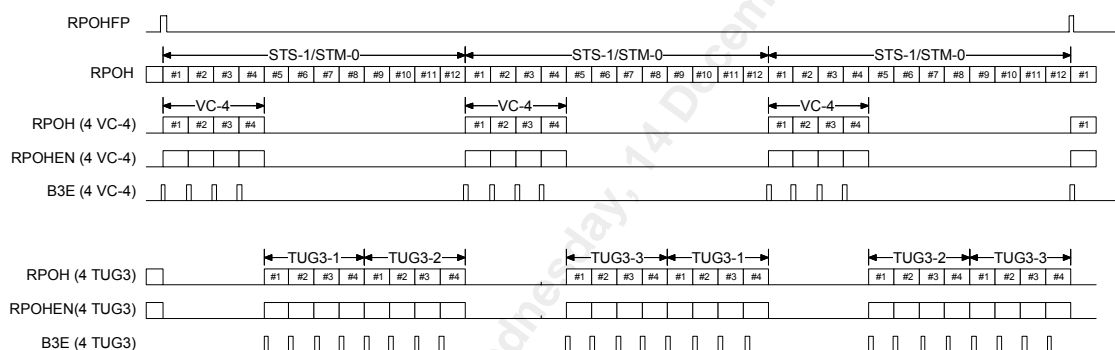 RPOHFP
STS-1/STM-0 STS-1/STM-0 STS-1/STM-0
RPOH #1 #2 #3 #4 #5 #6 #7 #8 #9 #10 #11 #12 #1 #2 #3 #4 #5 #6 #7 #8 #9 #10 #11 #12 #1 #2 #3 #4 #5 #6 #7 #8 #9 #10 #11 #12 #1
VC-4 VC-4 VC-4
RPOH (4 VC-4) #1 #2 #3 #4 #1 #2 #3 #4 #1 #2 #3 #4 #1
RPOHEN (4 VC-4)
B3E (4 VC-4)
TUG3-1 TUG3-2 TUG3-3 TUG3-1 TUG3-2 TUG3-3
RPOH (4 TUG3) #1 #2 #3 #4 #1 #2 #3 #4 #1 #2 #3 #4 #1 #2 #3 #4 #1 #2 #3 #4 #1 #2 #3 #4
RPOHEN(4 TUG3)
B3E (4 TUG3)